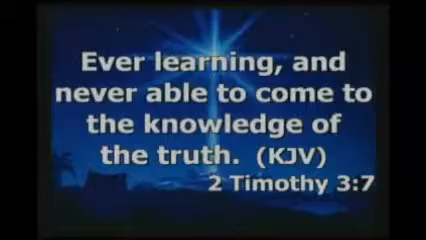 Ever learning, and
never able to come to
the knowledge of
the truth. (KJV)
2 Timothy 3:7